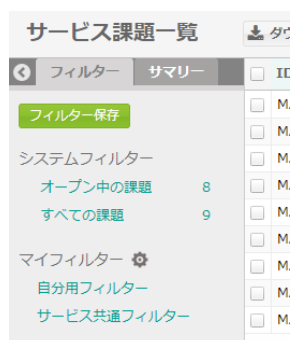 サービス課題一覧
フィルター サマリー
フィルター保存
システムフィルター
オープン中の課題 8
すべての課題 9
マイフィルター
自分用フィルター
サービス共通フィルター
ID